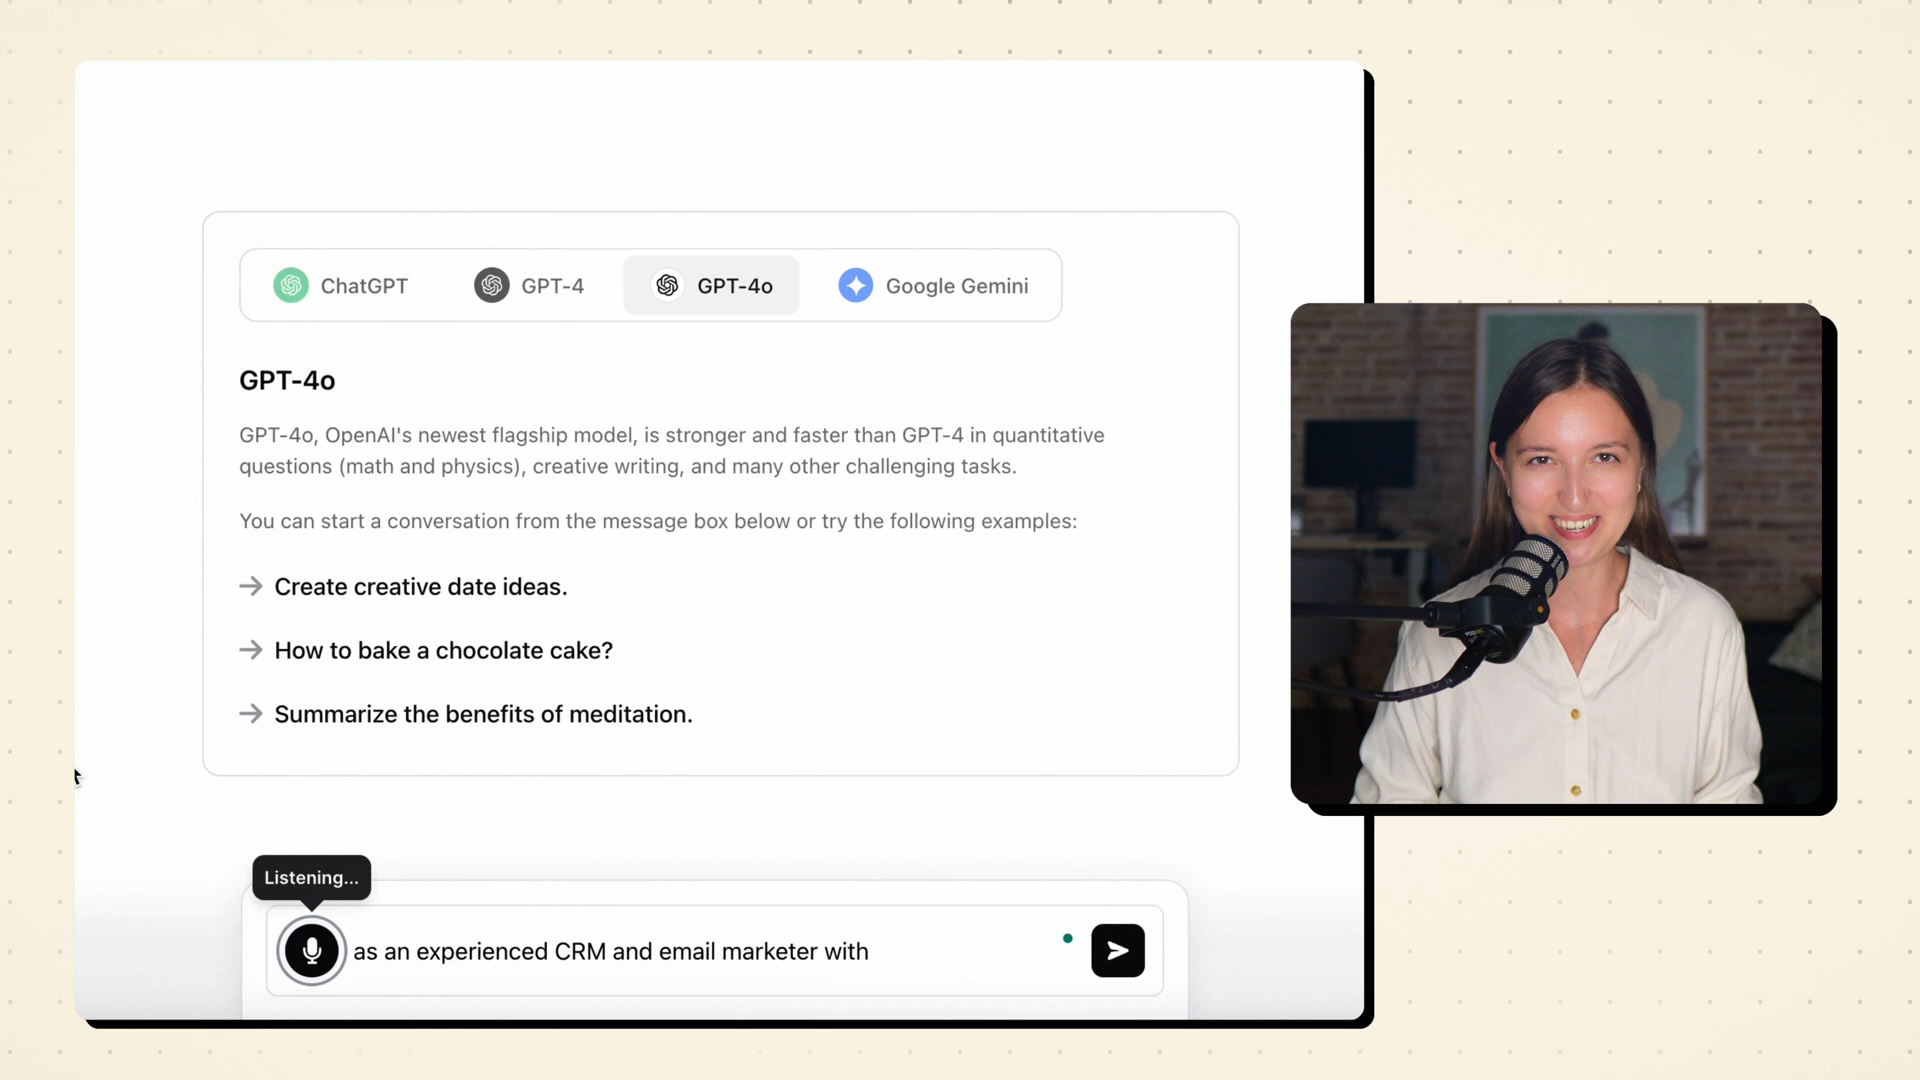 ChatGPT GPT-4 GPT-4o Google Gemini
GPT-4o
GPT-4o, OpenAI's newest flagship model, is stronger and faster than GPT-4 in quantitative
questions (math and physics), creative writing, and many other challenging tasks.
You can start a conversation from the message box below or try the following examples:
Create creative date ideas.
How to bake a chocolate cake?
Summarize the benefits of meditation.
Listening...
as an experienced CRM and email marketer with